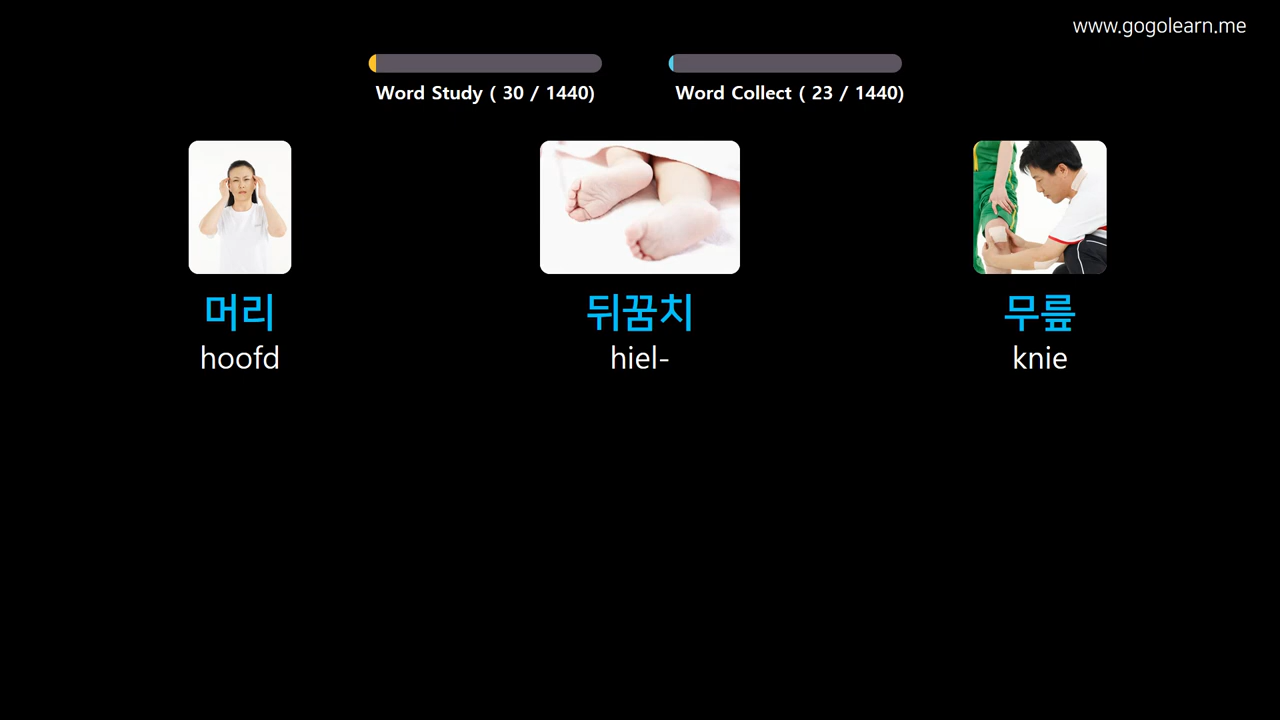 www.gogolearn.me
Word Study ( 30 / 1440)
Word Collect ( 23 / 1440)
머리
뒤꿈치
무릎
hoofd
hiel-
knie